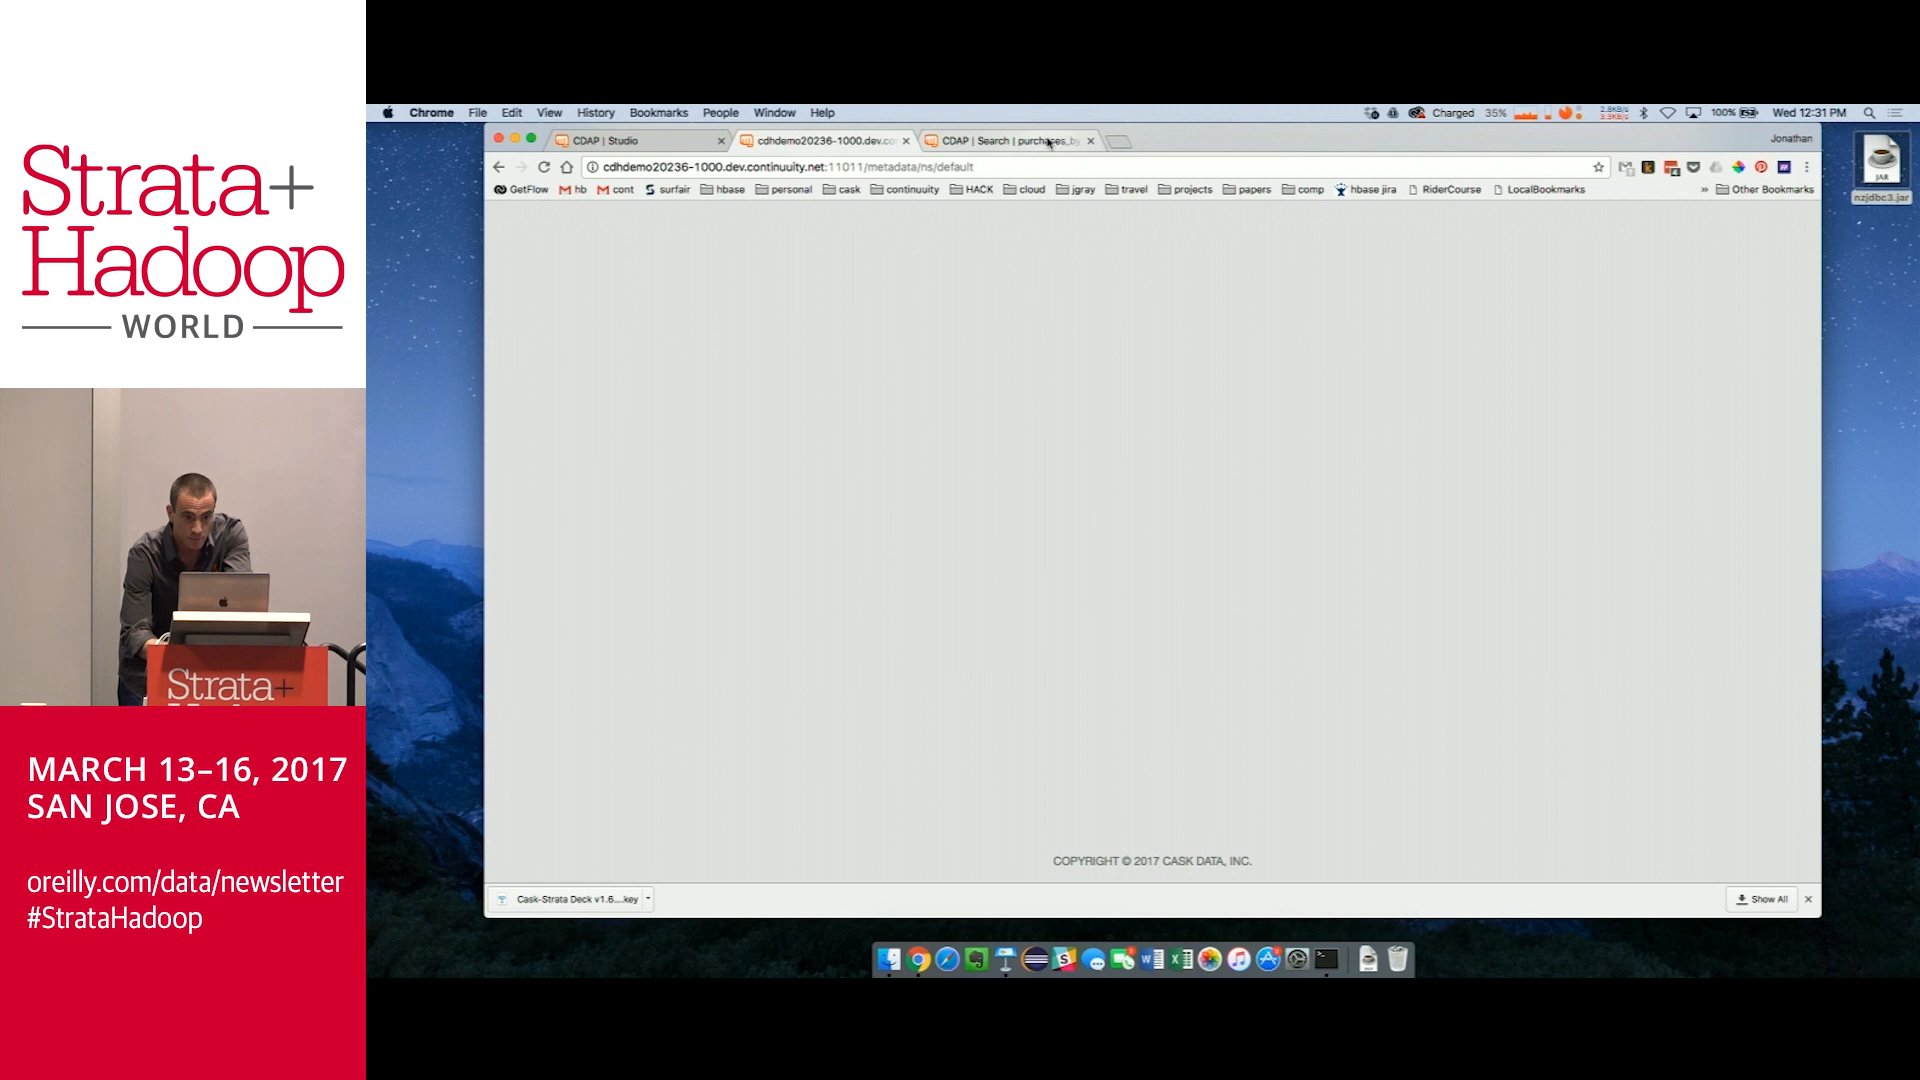 Strata+
Hadoop
WORLD
Strata+
MARCH 13–16, 2017
SAN JOSE, CA
oreilly.com/data/newsletter
#StrataHadoop
Chrome File Edit View History Bookmarks People Window Help
Charged 35% 100% Wed 12:31 PM
CDAP | Studio
cdhdemo20236-1000.dev.co
CDAP | Search | purchases_by
Jonathan
cdhdemo20236-1000.dev.continuuity.net:11011/metadata/ns/default
GetFlow hb cont surfair hbase personal cask continuuity HACK cloud jgray travel projects papers comp hbase jira RiderCourse LocalBookmarks » Other Bookmarks
JAR
nzjdbc3.jar
COPYRIGHT © 2017 CASK DATA, INC.
Cask-Strata Deck v1.6....key
Show All